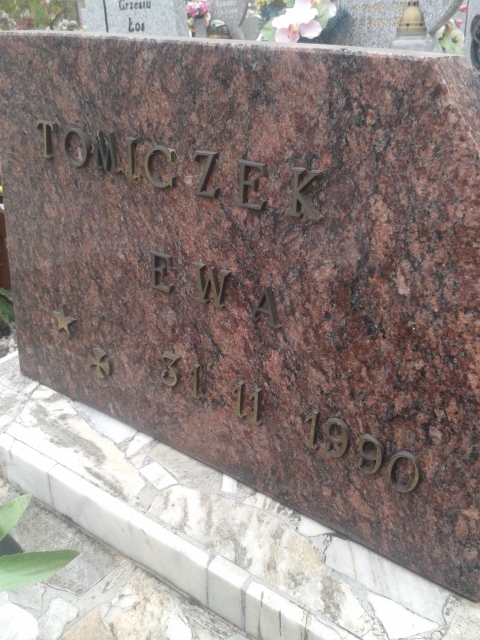 Grzesiu
Łoś
TOMICZEK
EWA
31 11 1990